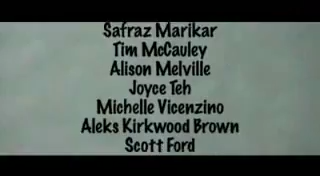 Safraz Marikar
Tim McCauley
Alison Melville
Joyce Teh
Michelle Vicenzino
Aleks Kirkwood Brown
Scott Ford